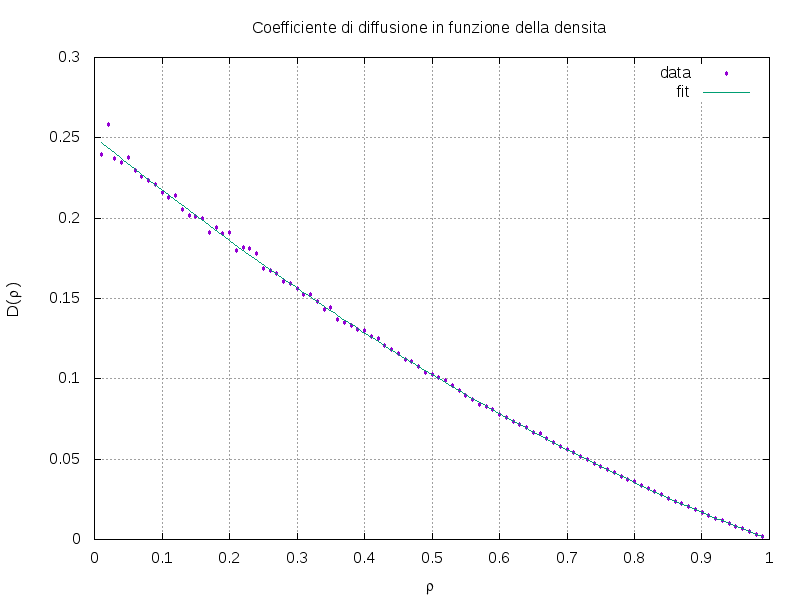 Coefficiente di diffusione in funzione della densita
data
fit
0.3
0.25
0.2
0.15
0.1
0.05
0
D(ρ)
0 0.1 0.2 0.3 0.4 0.5 0.6 0.7 0.8 0.9 1
ρ